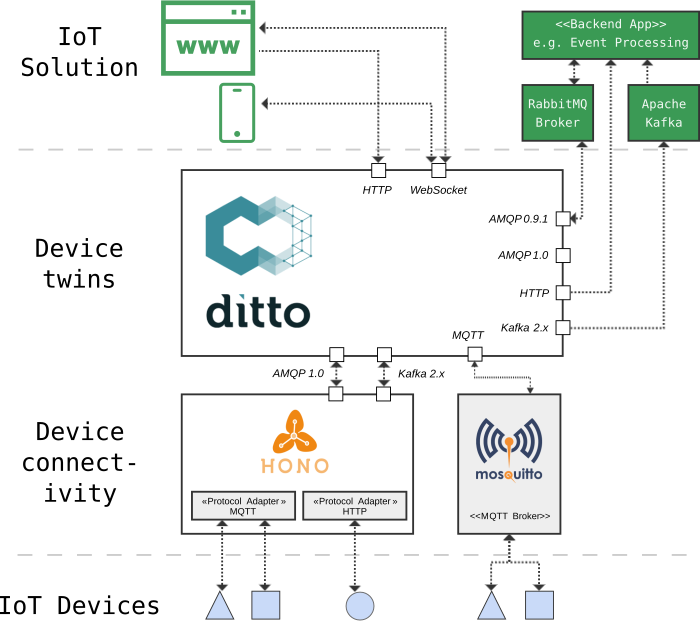 IoT
Solution
www
<<Backend App>>
e.g. Event Processing
RabbitMQ
Broker
Apache
Kafka
HTTP
WebSocket
Device
twins
ditto
AMQP 0.9.1
AMQP 1.0
HTTP
Kafka 2.x
MQTT
AMQP 1.0
Kafka 2.x
Device
connect-
ivity
HONO
«Protocol Adapter»
MQTT
«Protocol Adapter»
HTTP
mosquitto
<<MQTT Broker>>
IoT Devices